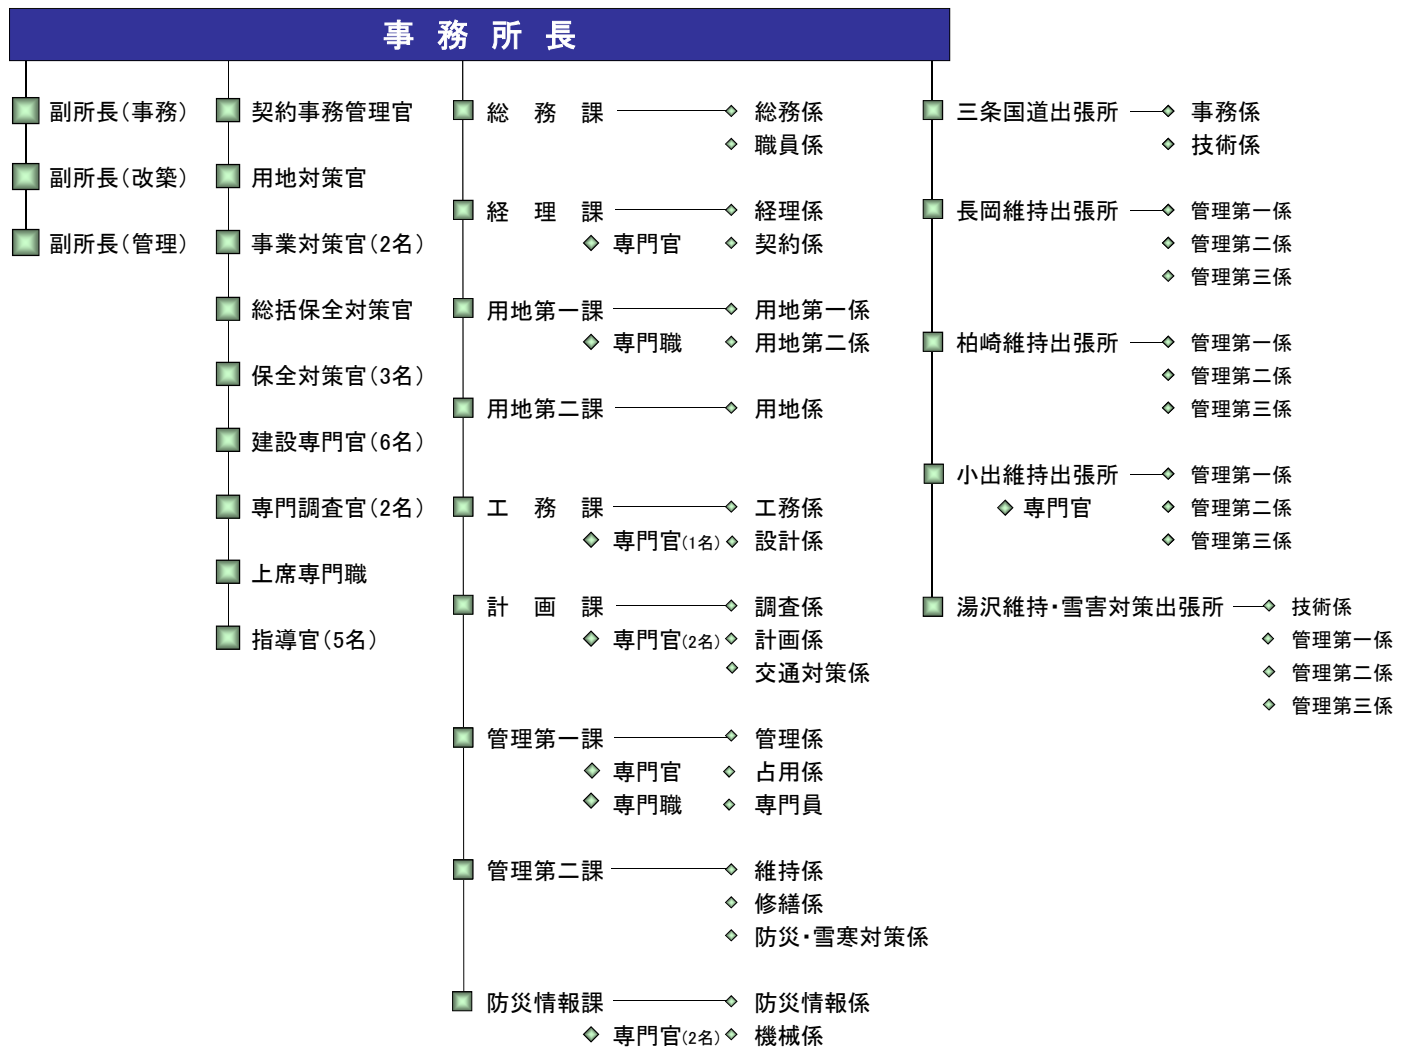 事務所長
副所長(事務)
副所長(改築)
副所長(管理)
契約事務管理官
用地対策官
事業対策官(2名)
総括保全対策官
保全対策官(3名)
建設専門官(6名)
専門調査官(2名)
上席専門職
指導官(5名)
総務課 総務係
職員係
経理課 経理係
専門官 契約係
用地第一課 用地第一係
専門職 用地第二係
用地第二課 用地係
工務課 工務係
専門官(1名) 設計係
計画課 調査係
専門官(2名) 計画係
交通対策係
管理第一課 管理係
専門官 占用係
専門職 専門員
管理第二課 維持係
修繕係
防災・雪寒対策係
防災情報課 防災情報係
専門官(2名) 機械係
三条国道出張所 事務係
技術係
長岡維持出張所 管理第一係
管理第二係
管理第三係
柏崎維持出張所 管理第一係
管理第二係
管理第三係
小出維持出張所 管理第一係
専門官 管理第二係
管理第三係
湯沢維持・雪害対策出張所 技術係
管理第一係
管理第二係
管理第三係